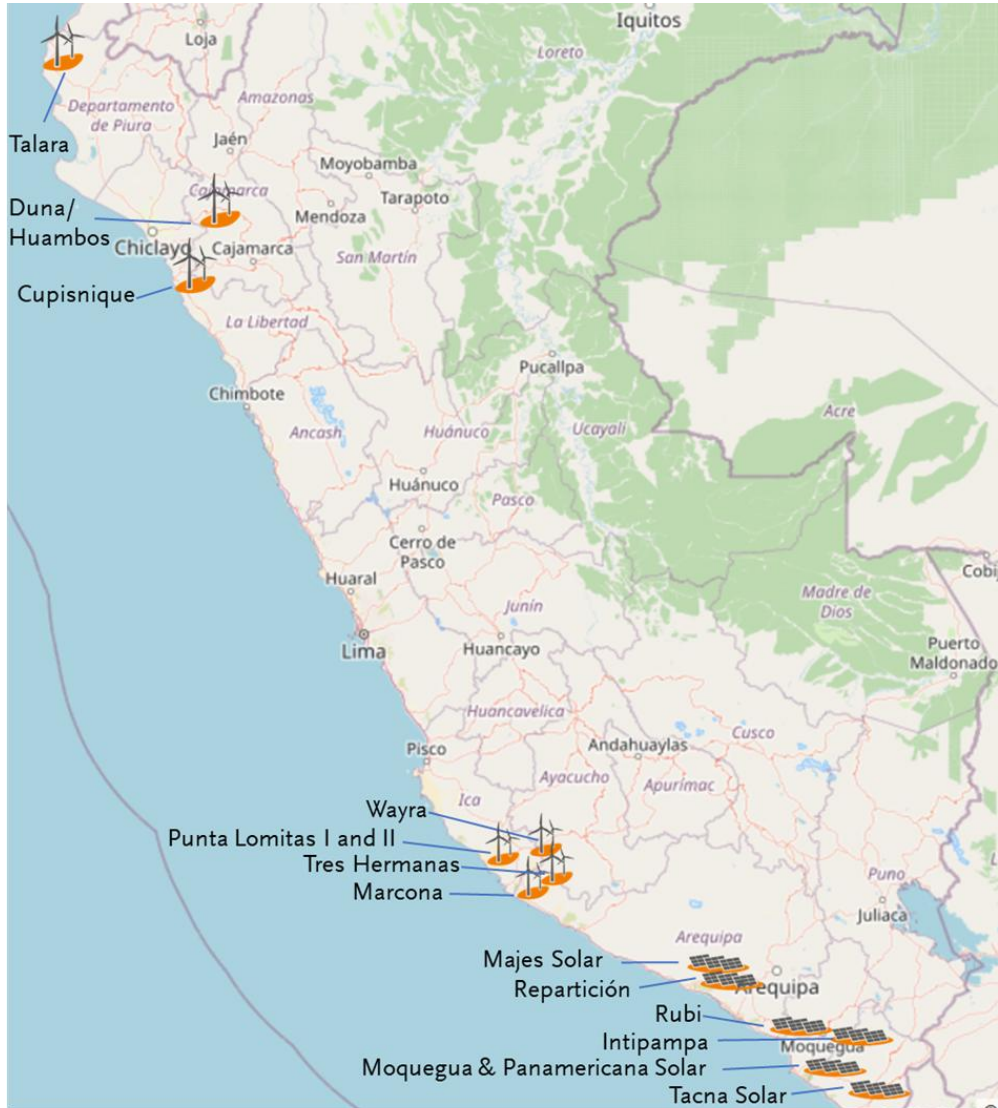 Iquitos
Loja
Loreto
Amazonas
Departamento
de Piura
Talara
Jaén
Moyobamba
Cajamarca
Tarapoto
Duna/
Huambos
Mendoza
Chiclayo
Cajamarca
San Martín
Cupisnique
La Libertad
Pucallpa
Chimbote
Acre
Ancash
Huánuco
Ucayali
Huánuco
Pasco
Cerro de
Pasco
Cobij
Huaral
Madre de
Dios
Junín
Lima
Huancayo
Puerto
Maldonado
Huancavelica
Cusco
Pisco
Andahuaylas
Ayacucho
Apurímac
Ica
Wayra
Punta Lomitas I and II
Tres Hermanas
Marcona
Puno
L
Juliaca
Arequipa
Majes Solar
Repartición
Arequipa
Rubi
Intipampa
Moquegua
Moquegua & Panamericana Solar
Tacna Solar